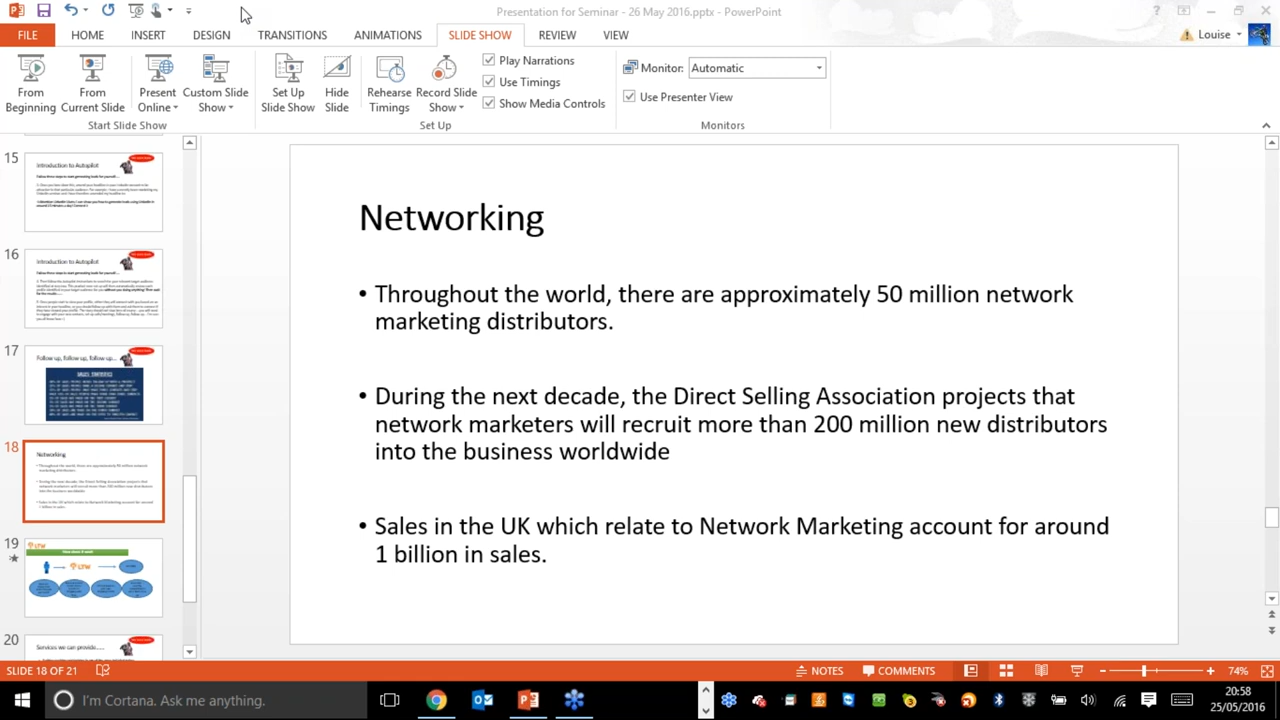 Presentation for Seminar - 26 May 2016.pptx - PowerPoint
?
FILE HOME INSERT DESIGN TRANSITIONS ANIMATIONS SLIDE SHOW REVIEW VIEW Louise
From Beginning
From Current Slide
Present Online
Custom Slide Show
Set Up Slide Show
Hide Slide
Rehearse Timings
Record Slide Show
Play Narrations
Use Timings
Show Media Controls
Monitor: Automatic
Use Presenter View
Start Slide Show Set Up Monitors
15
Introduction to Autopilot
16
Introduction to Autopilot
17
Follow up, follow up, follow up...
18
Networking
19
LTW
LTW
20
Services we can provide.....
Networking
• Throughout the world, there are approximately 50 million network
marketing distributors.
• During the next decade, the Direct Selling Association projects that
network marketers will recruit more than 200 million new distributors
into the business worldwide
• Sales in the UK which relate to Network Marketing account for around
1 billion in sales.
SLIDE 18 OF 21 NOTES COMMENTS 74%
I'm Cortana. Ask me anything.
20:58
25/05/2016